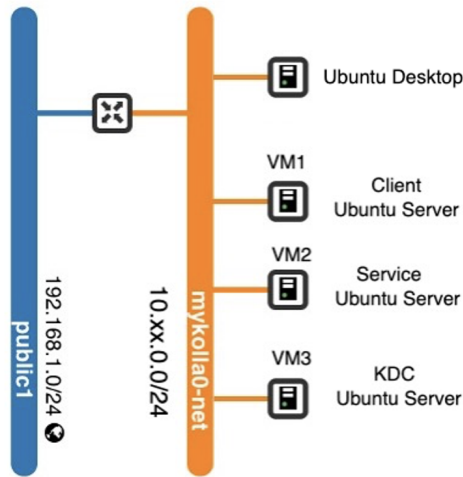 Ubuntu Desktop
VM1
Client
Ubuntu Server
VM2
Service
Ubuntu Server
VM3
KDC
Ubuntu Server
public1
192.168.1.0/24
10.xx.0.0/24
mykolla0-net